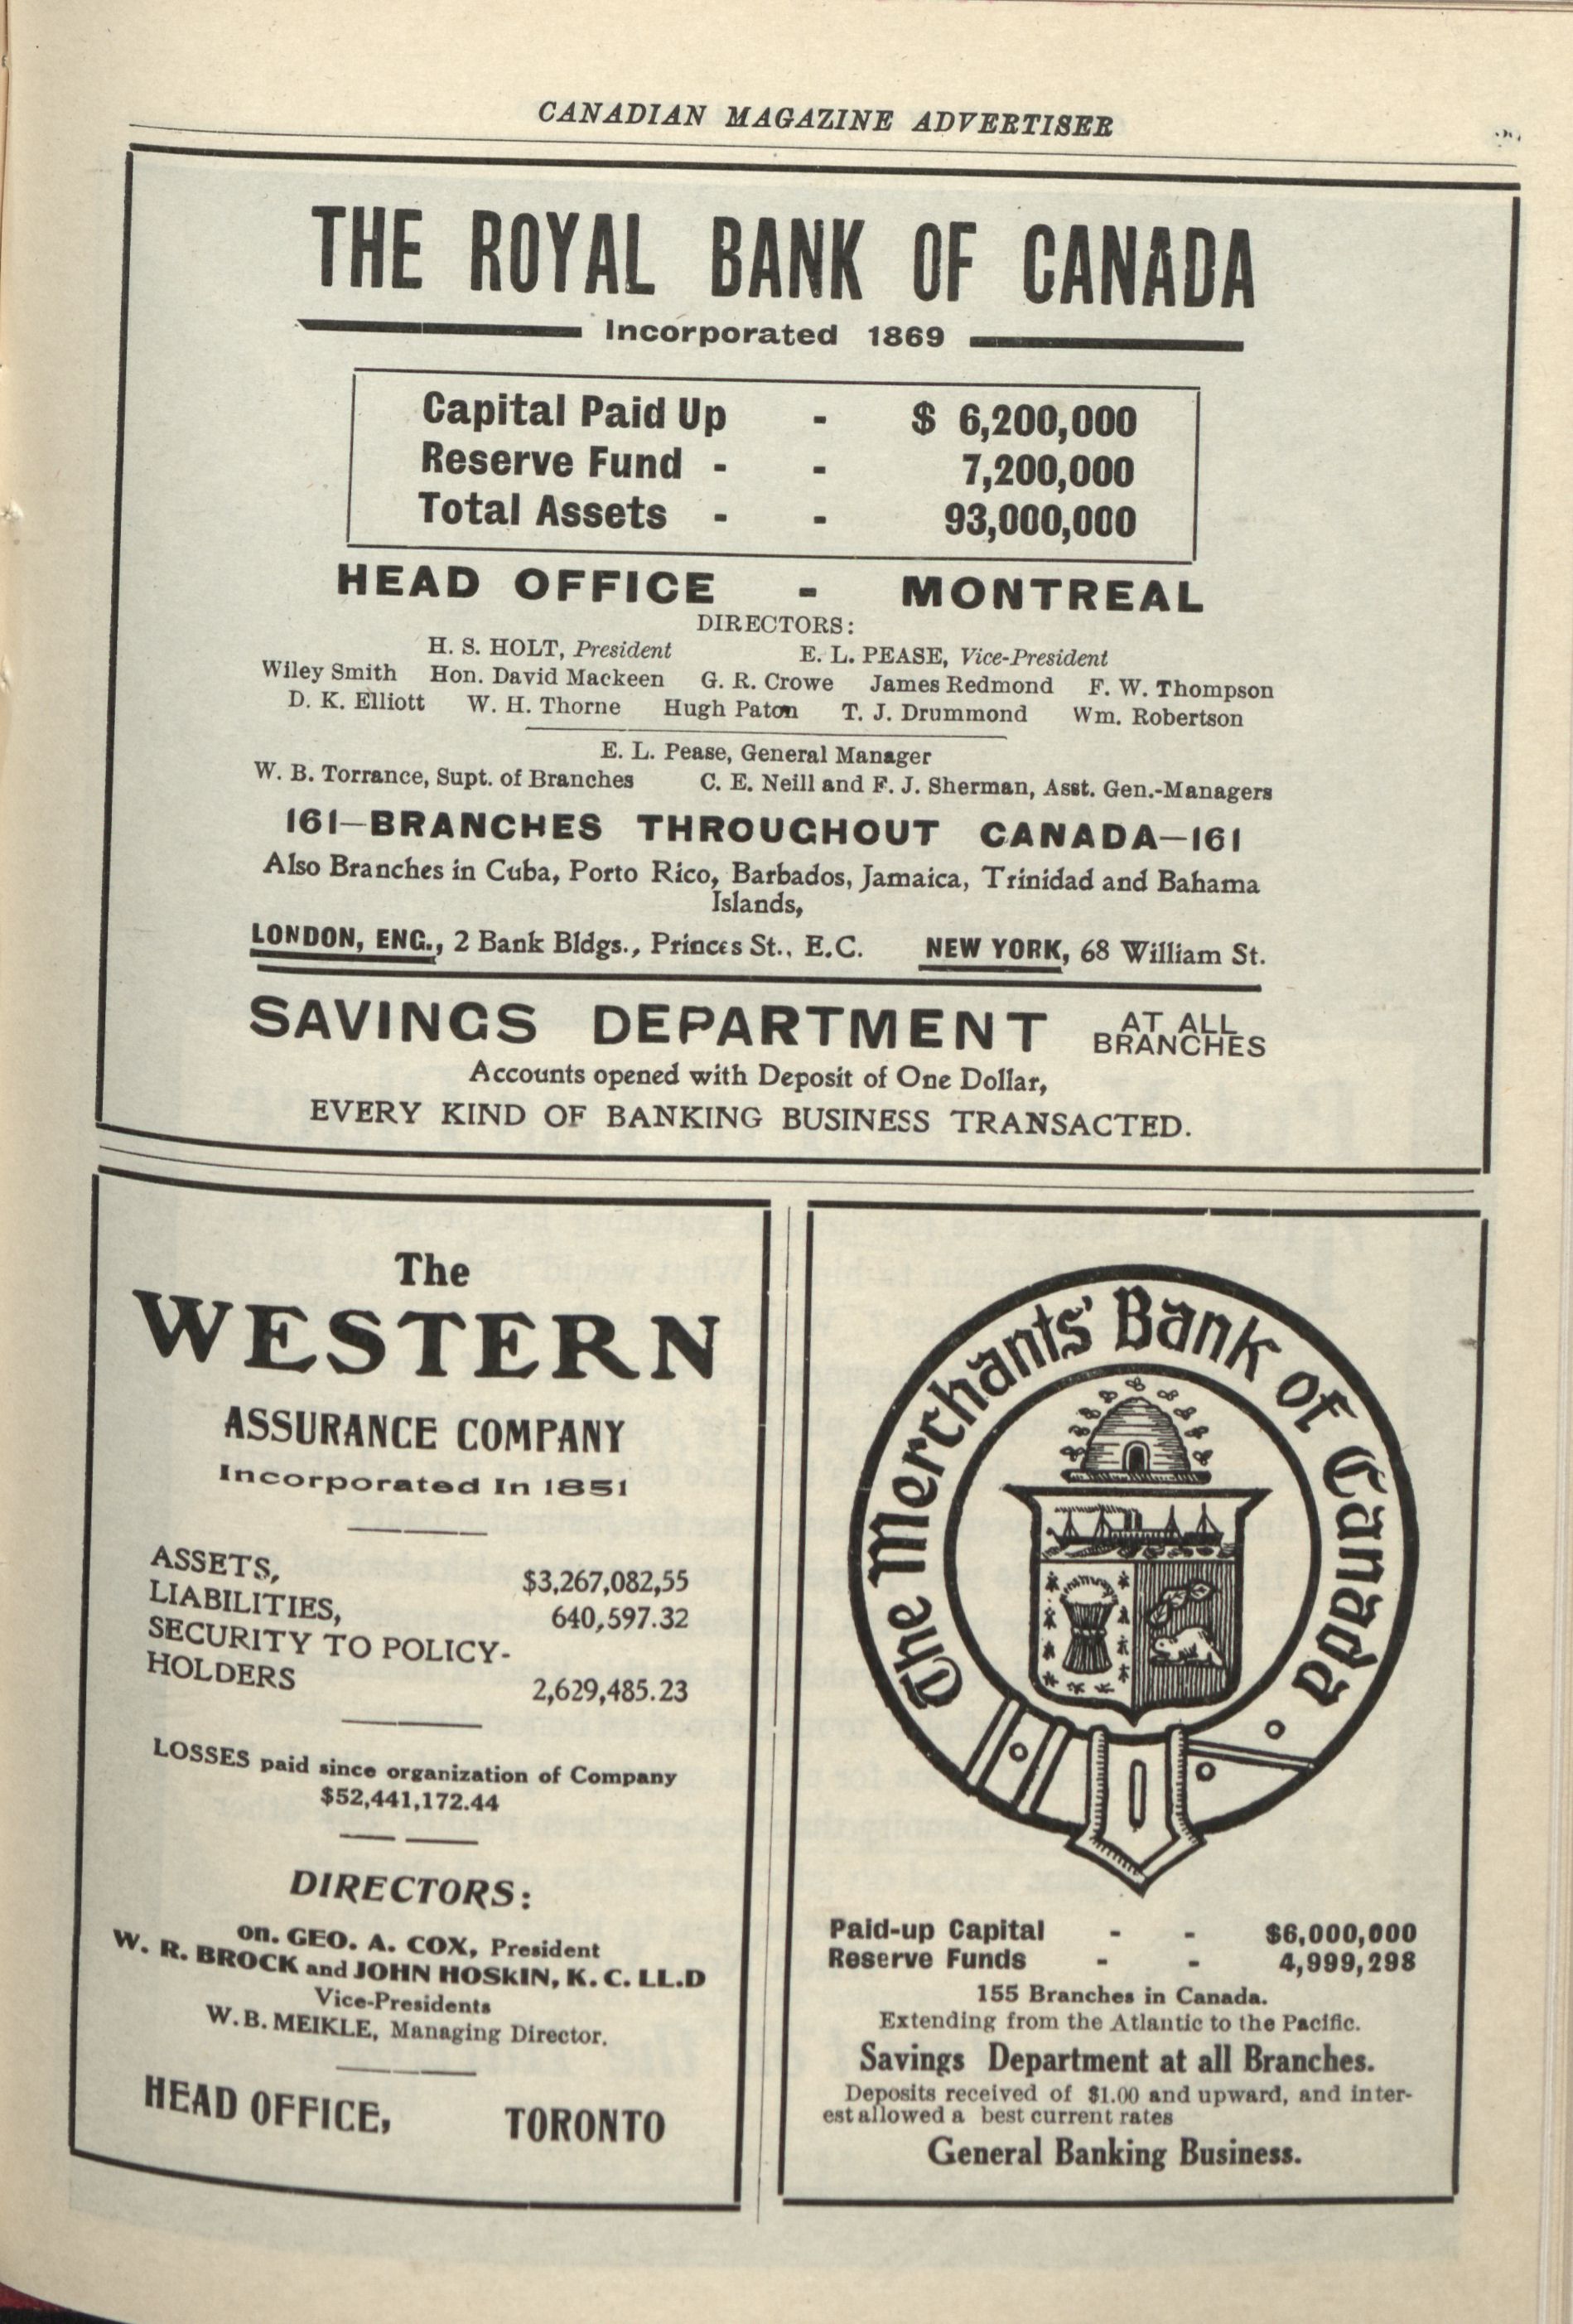 CANADIAN MAGAZINE ADVERTISER
THE ROYAL BANK OF CANADA
Incorporated 1869
Capital Paid Up - $ 6,200,000
Reserve Fund - - 7,200,000
Total Assets - - 93,000,000
HEAD OFFICE - MONTREAL
DIRECTORS:
H. S. HOLT, President E. L. PEASE, Vice-President
Wiley Smith Hon. David Mackeen G. R. Crowe James Redmond F. W. Thompson
D. K. Elliott W. H. Thorne Hugh Paton T. J. Drummond Wm. Robertson
E. L. Pease, General Manager
W. B. Torrance, Supt. of Branches C. E. Neill and F. J. Sherman, Asst. Gen.-Managers
161—BRANCHES THROUGHOUT CANADA—161
Also Branches in Cuba, Porto Rico, Barbados, Jamaica, Trinidad and Bahama
Islands,
LONDON, ENG., 2 Bank Bldgs., Princes St., E.C. NEW YORK, 68 William St.
SAVINGS DEPARTMENT AT ALL BRANCHES
Accounts opened with Deposit of One Dollar,
EVERY KIND OF BANKING BUSINESS TRANSACTED.
The
WESTERN
ASSURANCE COMPANY
Incorporated In 1851
ASSETS, $3,267,082,55
LIABILITIES, 640,597.32
SECURITY TO POLICY-
HOLDERS 2,629,485.23
LOSSES paid since organization of Company
$52,441,172.44
DIRECTORS:
on. GEO. A. COX, President
W. R. BROCK and JOHN HOSKIN, K. C. LL.D
Vice-Presidents
W. B. MEIKLE, Managing Director.
HEAD OFFICE, TORONTO
The Merchants' Bank of Canada
Paid-up Capital - - $6,000,000
Reserve Funds - - 4,999,298
155 Branches in Canada.
Extending from the Atlantic to the Pacific.
Savings Department at all Branches.
Deposits received of $1.00 and upward, and inter-
est allowed a best current rates
General Banking Business.